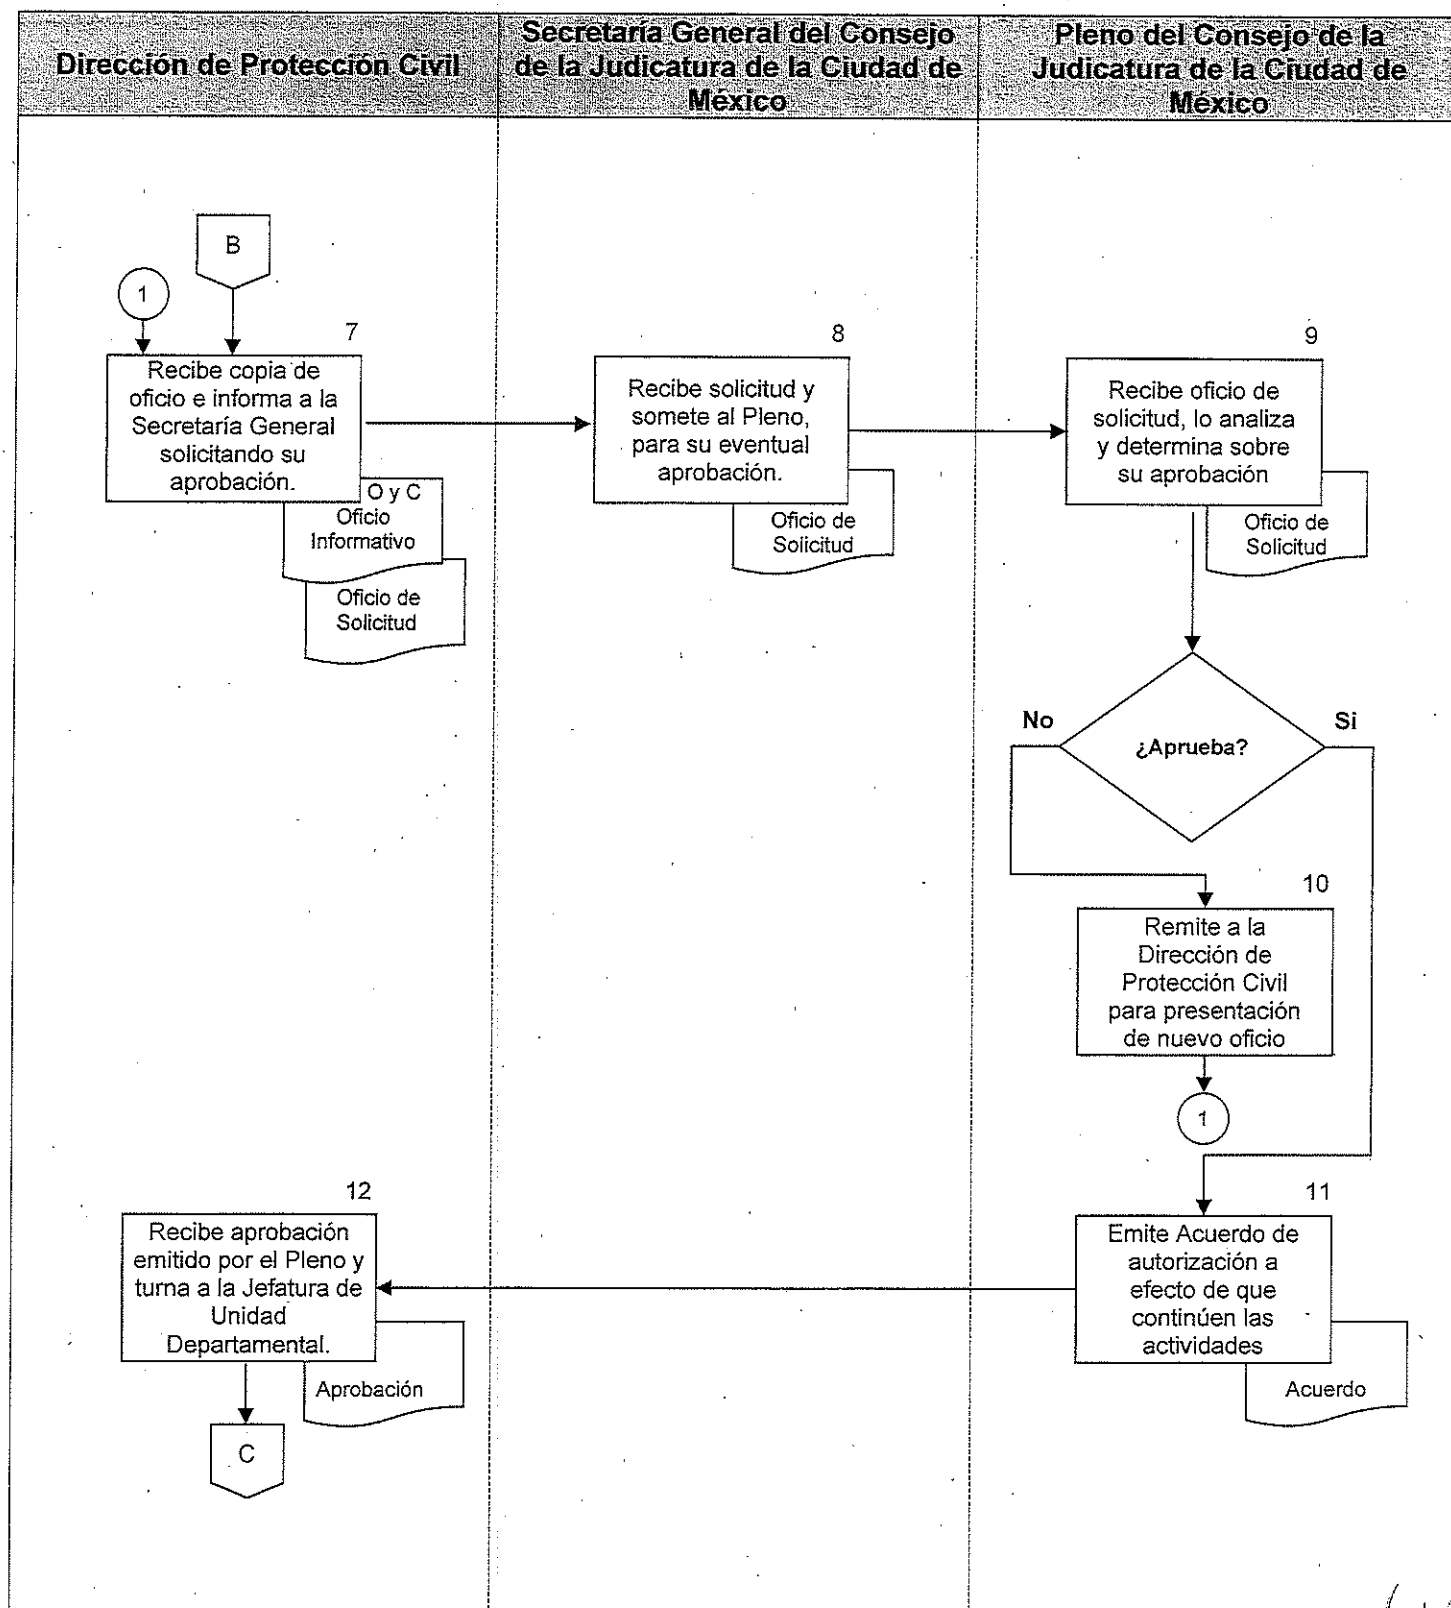 Dirección de Protección Civil
Secretaría General del Consejo
de la Judicatura de la Ciudad de
México
Pleno del Consejo de la
Judicatura de la Ciudad de
México
B
1
7
Recibe copia de
oficio e informa a la
Secretaría General
solicitando su
aprobación.
O y C
Oficio
Informativo
Oficio de
Solicitud
8
Recibe solicitud y
somete al Pleno,
para su eventual
aprobación.
Oficio de
Solicitud
9
Recibe oficio de
solicitud, lo analiza
y determina sobre
su aprobación
Oficio de
Solicitud
No
¿Aprueba?
Si
10
Remite a la
Dirección de
Protección Civil
para presentación
de nuevo oficio
1
11
Emite Acuerdo de
autorización a
efecto de que
continúen las
actividades
Acuerdo
12
Recibe aprobación
emitido por el Pleno y
turna a la Jefatura de
Unidad
Departamental.
Aprobación
C